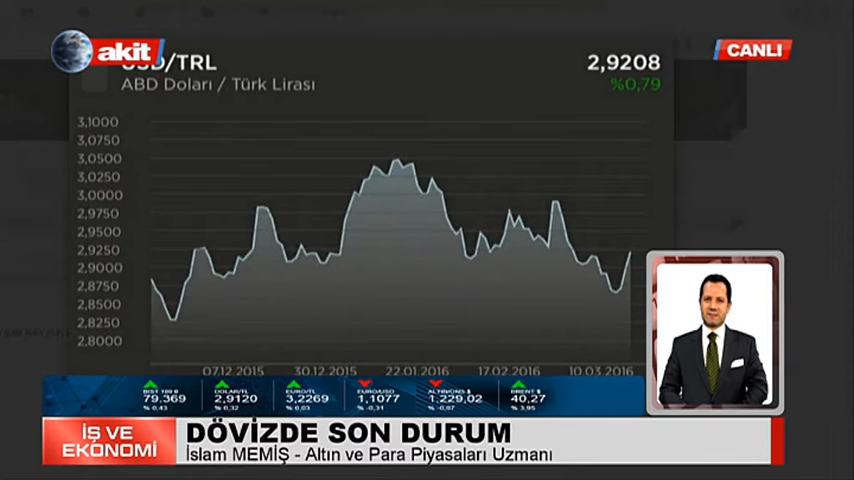 akit
CANLI
USD/TRL
2,9208
ABD Doları / Türk Lirası
%0,79
3,1000
3,0750
3,0500
3,0250
3,0000
2,9750
2,9500
2,9250
2,9000
2,8750
2,8500
2,8250
2,8000
07.12.2015 30.12.2015 22.01.2016 17.02.2016 10.03.2016
BIST 100 B DOLAR/TL EURO/TL EURO/USD ALTIN/ONS $ BRENT $
79.369 2,9120 3,2269 1,1077 1.229,02 40,27
% 0,43 % 0,32 % 0,03 % -0,31 % -0,07 % 3,95
İŞ VE
EKONOMİ
DÖVİZDE SON DURUM
İslam MEMİŞ - Altın ve Para Piyasaları Uzmanı